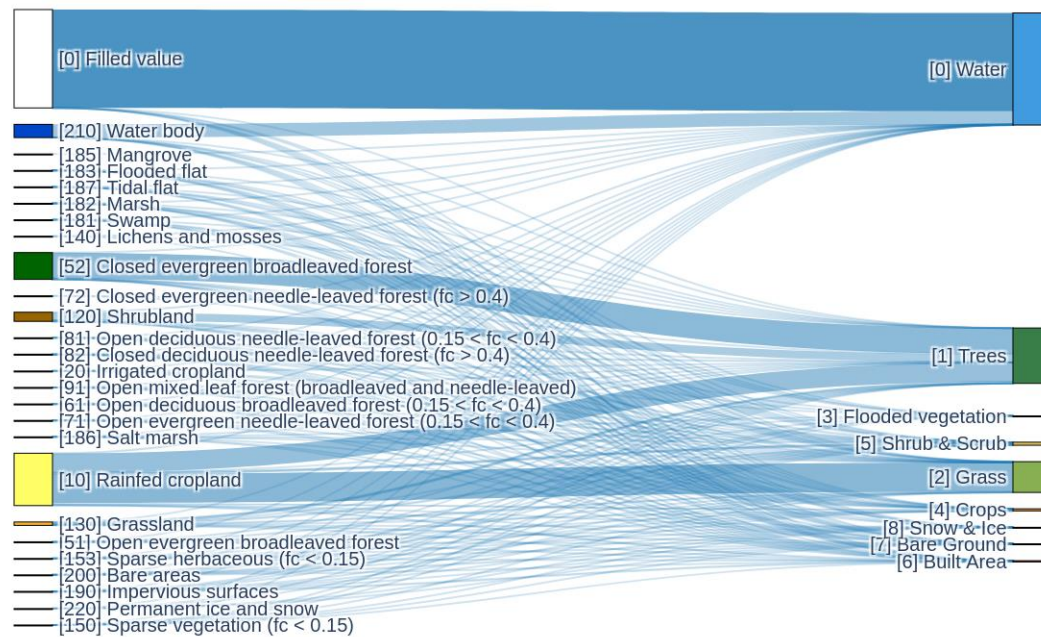 [0] Filled value
[0] Water
[210] Water body
[185] Mangrove
[183] Flooded flat
[187] Tidal flat
[182] Marsh
[181] Swamp
[140] Lichens and mosses
[52] Closed evergreen broadleaved forest
[72] Closed evergreen needle-leaved forest (fc > 0.4)
[120] Shrubland
[81] Open deciduous needle-leaved forest (0.15 < fc < 0.4)
[82] Closed deciduous needle-leaved forest (fc > 0.4)
[20] Irrigated cropland
[91] Open mixed leaf forest (broadleaved and needle-leaved)
[61] Open deciduous broadleaved forest (0.15 < fc < 0.4)
[71] Open evergreen needle-leaved forest (0.15 < fc < 0.4)
[186] Salt marsh
[10] Rainfed cropland
[130] Grassland
[51] Open evergreen broadleaved forest
[153] Sparse herbaceous (fc < 0.15)
[200] Bare areas
[190] Impervious surfaces
[220] Permanent ice and snow
[150] Sparse vegetation (fc < 0.15)
[1] Trees
[3] Flooded vegetation
[5] Shrub & Scrub
[2] Grass
[4] Crops
[8] Snow & Ice
[7] Bare Ground
[6] Built Area